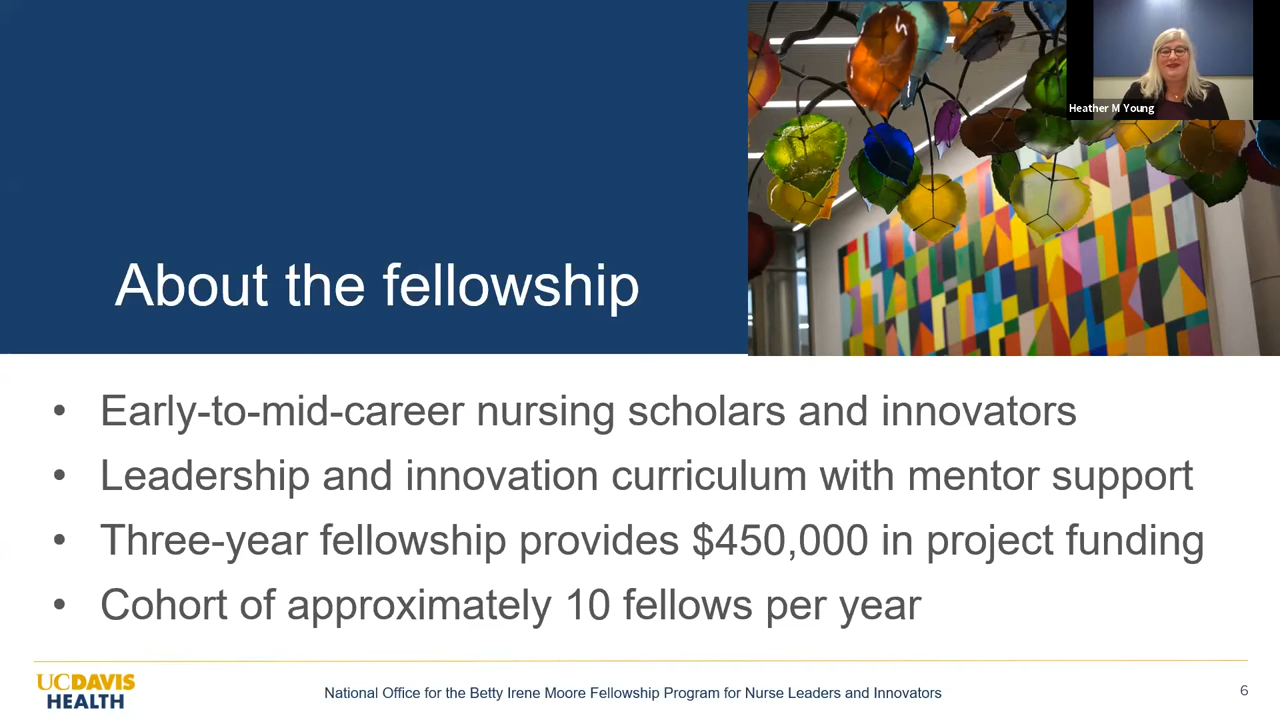 Heather M Young
About the fellowship
• Early-to-mid-career nursing scholars and innovators
• Leadership and innovation curriculum with mentor support
• Three-year fellowship provides $450,000 in project funding
• Cohort of approximately 10 fellows per year
UCDAVIS
HEALTH
National Office for the Betty Irene Moore Fellowship Program for Nurse Leaders and Innovators
6